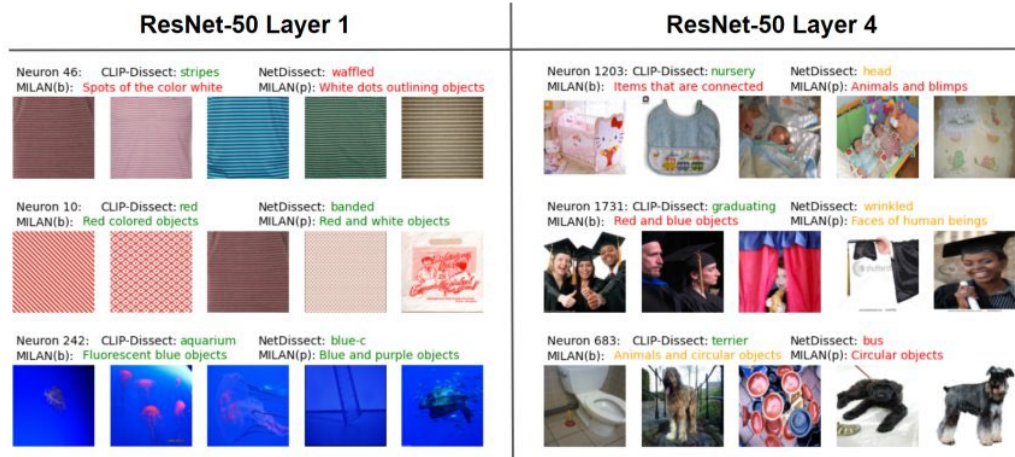 ResNet-50 Layer 1
Neuron 46: CLIP-Dissect: stripes NetDissect: waffled
MILAN(b): Spots of the color white MILAN(p): White dots outlining objects
Neuron 10: CLIP-Dissect: red NetDissect: banded
MILAN(b): Red colored objects MILAN(p): Red and white objects
Neuron 242: CLIP-Dissect: aquarium NetDissect: blue-c
MILAN(b): Fluorescent blue objects MILAN(p): Blue and purple objects
ResNet-50 Layer 4
Neuron 1203: CLIP-Dissect: nursery NetDissect: head
MILAN(b): Items that are connected MILAN(p): Animals and blimps
Neuron 1731: CLIP-Dissect: graduating NetDissect: wrinkled
MILAN(b): Red and blue objects MILAN(p): Faces of human beings
Neuron 683: CLIP-Dissect: terrier NetDissect: bus
MILAN(b): Animals and circular objects MILAN(p): Circular objects